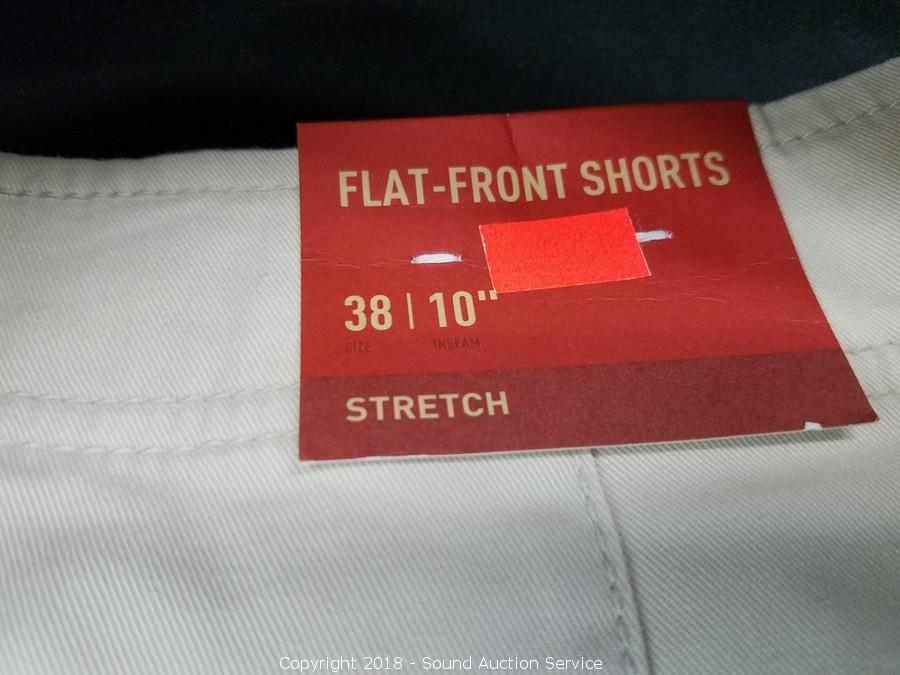 FLAT-FRONT SHORTS
38 | 10"
SIZE INSEAM
STRETCH
Copyright 2018 - Sound Auction Service